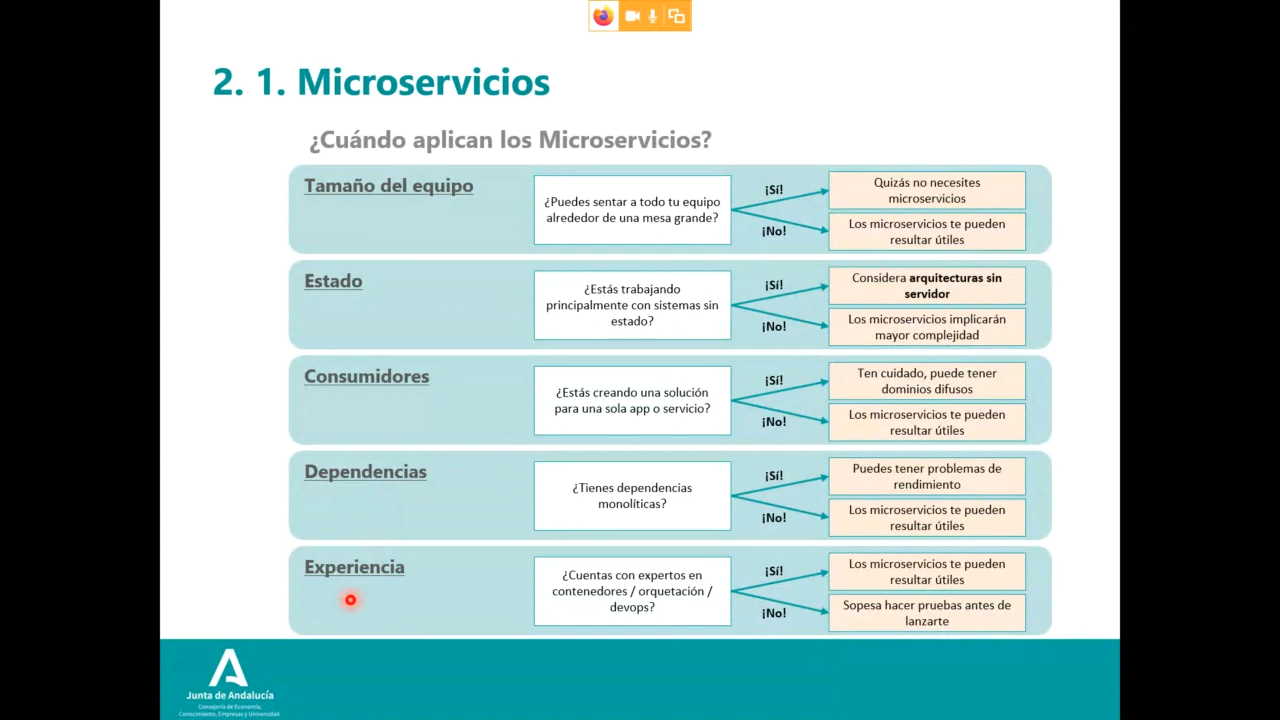 2. 1. Microservicios
¿Cuándo aplican los Microservicios?
Tamaño del equipo
¿Puedes sentar a todo tu equipo
alrededor de una mesa grande?
¡Sí!
Quizás no necesites
microservicios
¡No!
Los microservicios te pueden
resultar útiles
Estado
¿Estás trabajando
principalmente con sistemas sin
estado?
¡Sí!
Considera arquitecturas sin
servidor
¡No!
Los microservicios implicarán
mayor complejidad
Consumidores
¿Estás creando una solución
para una sola app o servicio?
¡Sí!
Ten cuidado, puede tener
dominios difusos
¡No!
Los microservicios te pueden
resultar útiles
Dependencias
¿Tienes dependencias
monolíticas?
¡Sí!
Puedes tener problemas de
rendimiento
¡No!
Los microservicios te pueden
resultar útiles
Experiencia
¿Cuentas con expertos en
contenedores / orquetación /
devops?
¡Sí!
Los microservicios te pueden
resultar útiles
¡No!
Sopesa hacer pruebas antes de
lanzarte
Junta de Andalucía
Consejería de Economía,
Conocimiento, Empresas y Universidad